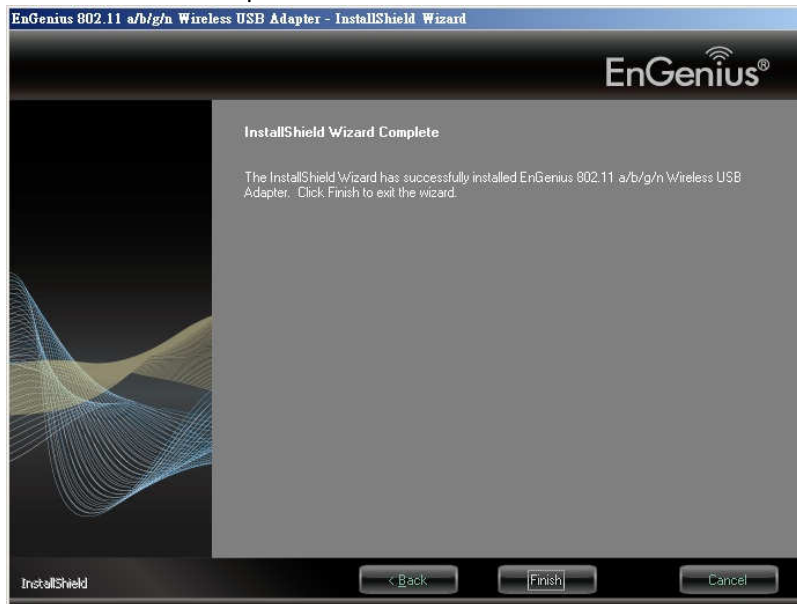 EnGenius 802.11 a/b/g/n Wireless USB Adapter - InstallShield Wizard
EnGenius®
InstallShield Wizard Complete
The InstallShield Wizard has successfully installed EnGenius 802.11 a/b/g/n Wireless USB
Adapter. Click Finish to exit the wizard.
InstallShield
< Back
Finish
Cancel